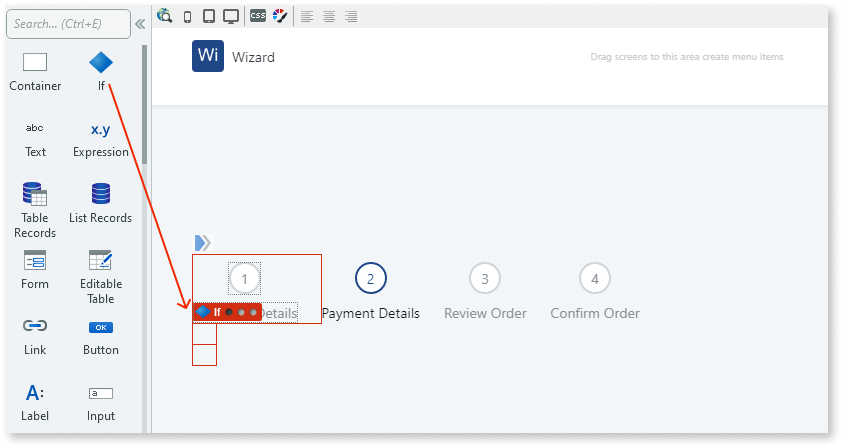 Search... (Ctrl+E)
Container
If
abc
Text
x.y
Expression
Table
Records
List Records
Form
Editable
Table
Link
OK
Button
A:
Label
a
Input
CSS
Wi
Wizard
Drag screens to this area create menu items
1
2
3
4
If
Details
Payment Details
Review Order
Confirm Order